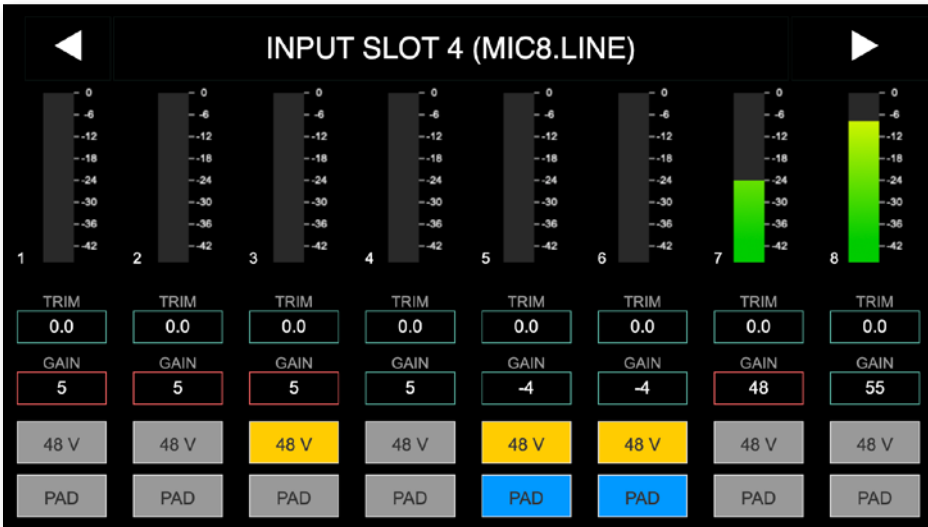 INPUT SLOT 4 (MIC8.LINE)
0 0 0 0 0 0 0 0
-6 -6 -6 -6 -6 -6 -6 -6
-12 -12 -12 -12 -12 -12 -12 -12
-18 -18 -18 -18 -18 -18 -18 -18
-24 -24 -24 -24 -24 -24 -24 -24
-30 -30 -30 -30 -30 -30 -30 -30
-36 -36 -36 -36 -36 -36 -36 -36
-42 -42 -42 -42 -42 -42 -42 -42
1 2 3 4 5 6 7 8
TRIM TRIM TRIM TRIM TRIM TRIM TRIM TRIM
0.0 0.0 0.0 0.0 0.0 0.0 0.0 0.0
GAIN GAIN GAIN GAIN GAIN GAIN GAIN GAIN
5 5 5 5 -4 -4 48 55
48 V 48 V 48 V 48 V 48 V 48 V 48 V 48 V
PAD PAD PAD PAD PAD PAD PAD PAD